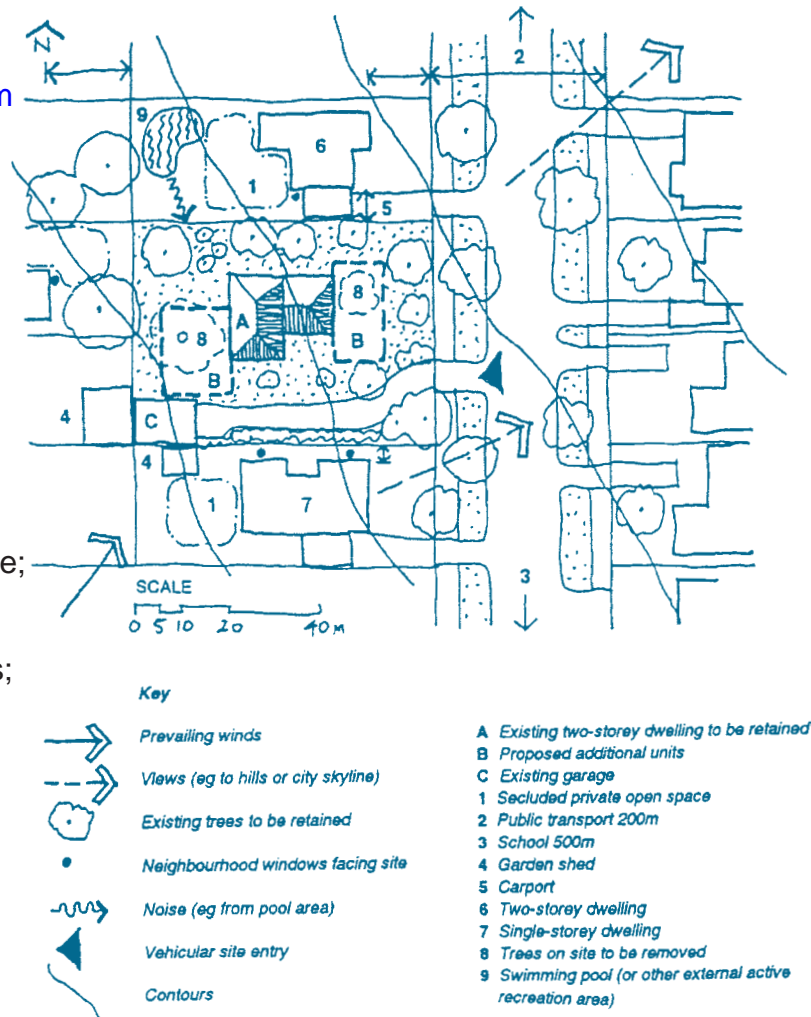 N
2
m
9
6
1
5
8
A
8
B
B
4
C
4
1
7
e;
SCALE
3
0 5 10 20 40 m
s;
Key
Prevailing winds
Views (eg to hills or city skyline)
Existing trees to be retained
Neighbourhood windows facing site
Noise (eg from pool area)
Vehicular site entry
Contours
A Existing two-storey dwelling to be retained
B Proposed additional units
C Existing garage
1 Secluded private open space
2 Public transport 200m
3 School 500m
4 Garden shed
5 Carport
6 Two-storey dwelling
7 Single-storey dwelling
8 Trees on site to be removed
9 Swimming pool (or other external active
recreation area)